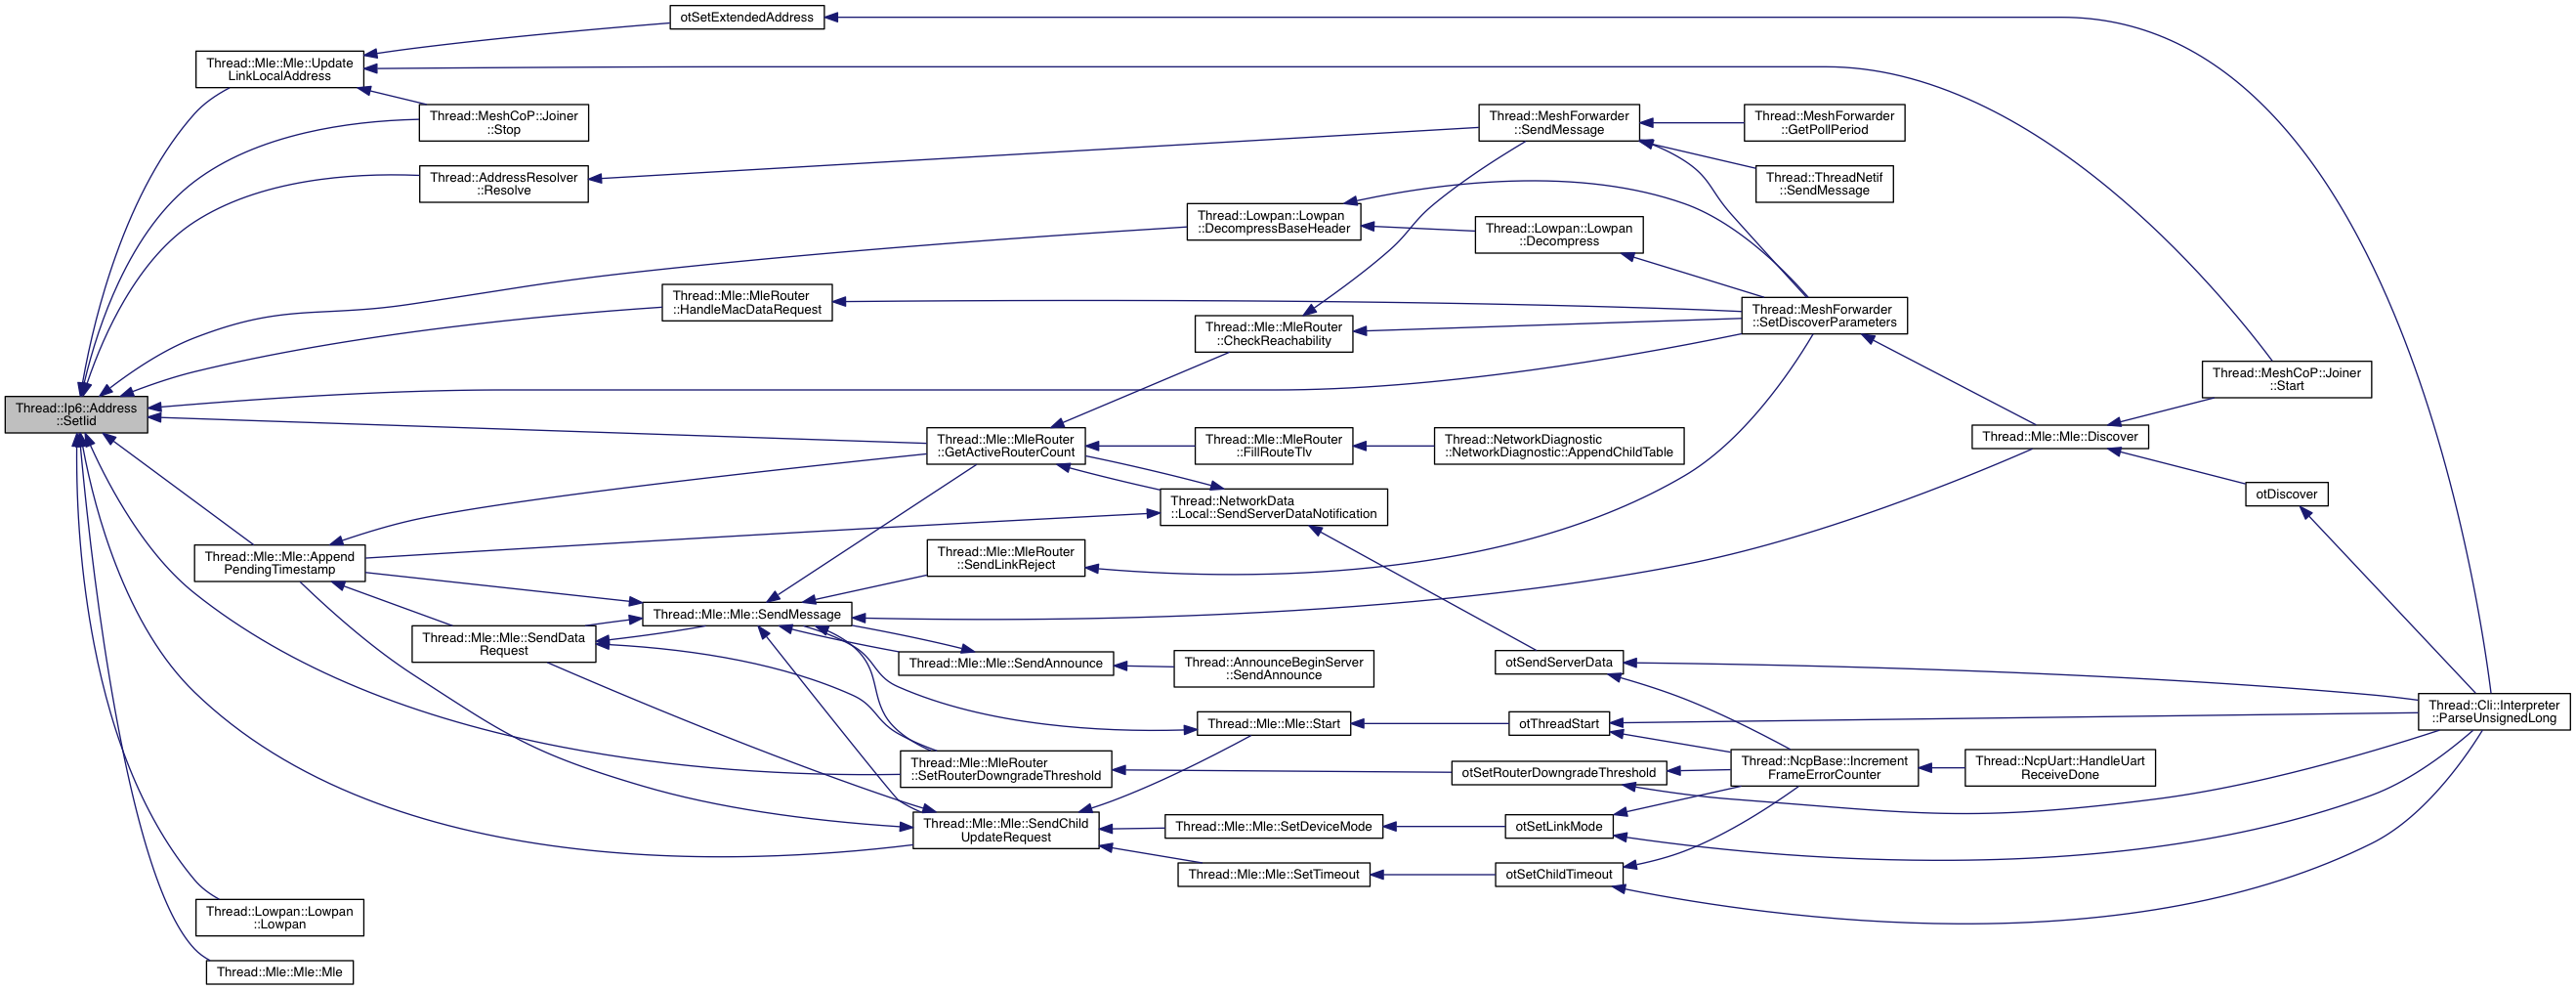 otSetExtendedAddress
Thread::Mle::Mle::Update
LinkLocalAddress
Thread::MeshCoP::Joiner
::Stop
Thread::MeshForwarder
::SendMessage
Thread::MeshForwarder
::GetPollPeriod
Thread::AddressResolver
::Resolve
Thread::ThreadNetif
::SendMessage
Thread::Lowpan::Lowpan
::DecompressBaseHeader
Thread::Lowpan::Lowpan
::Decompress
Thread::Mle::MleRouter
::HandleMacDataRequest
Thread::MeshForwarder
::SetDiscoverParameters
Thread::Mle::MleRouter
::CheckReachability
Thread::MeshCoP::Joiner
::Start
Thread::Ip6::Address
::SetIid
Thread::Mle::MleRouter
::GetActiveRouterCount
Thread::Mle::MleRouter
::FillRouteTlv
Thread::NetworkDiagnostic
::NetworkDiagnostic::AppendChildTable
Thread::Mle::Mle::Discover
otDiscover
Thread::NetworkData
::Local::SendServerDataNotification
Thread::Mle::Mle::Append
PendingTimestamp
Thread::Mle::MleRouter
::SendLinkReject
Thread::Mle::Mle::SendMessage
Thread::Mle::Mle::SendData
Request
Thread::Mle::Mle::SendAnnounce
Thread::AnnounceBeginServer
::SendAnnounce
otSendServerData
Thread::Mle::Mle::Start
otThreadStart
Thread::Cli::Interpreter
::ParseUnsignedLong
Thread::Mle::MleRouter
::SetRouterDowngradeThreshold
otSetRouterDowngradeThreshold
Thread::NcpBase::Increment
FrameErrorCounter
Thread::NcpUart::HandleUart
ReceiveDone
Thread::Mle::Mle::SendChild
UpdateRequest
Thread::Mle::Mle::SetDeviceMode
otSetLinkMode
Thread::Mle::Mle::SetTimeout
otSetChildTimeout
Thread::Lowpan::Lowpan
::Lowpan
Thread::Mle::Mle::Mle